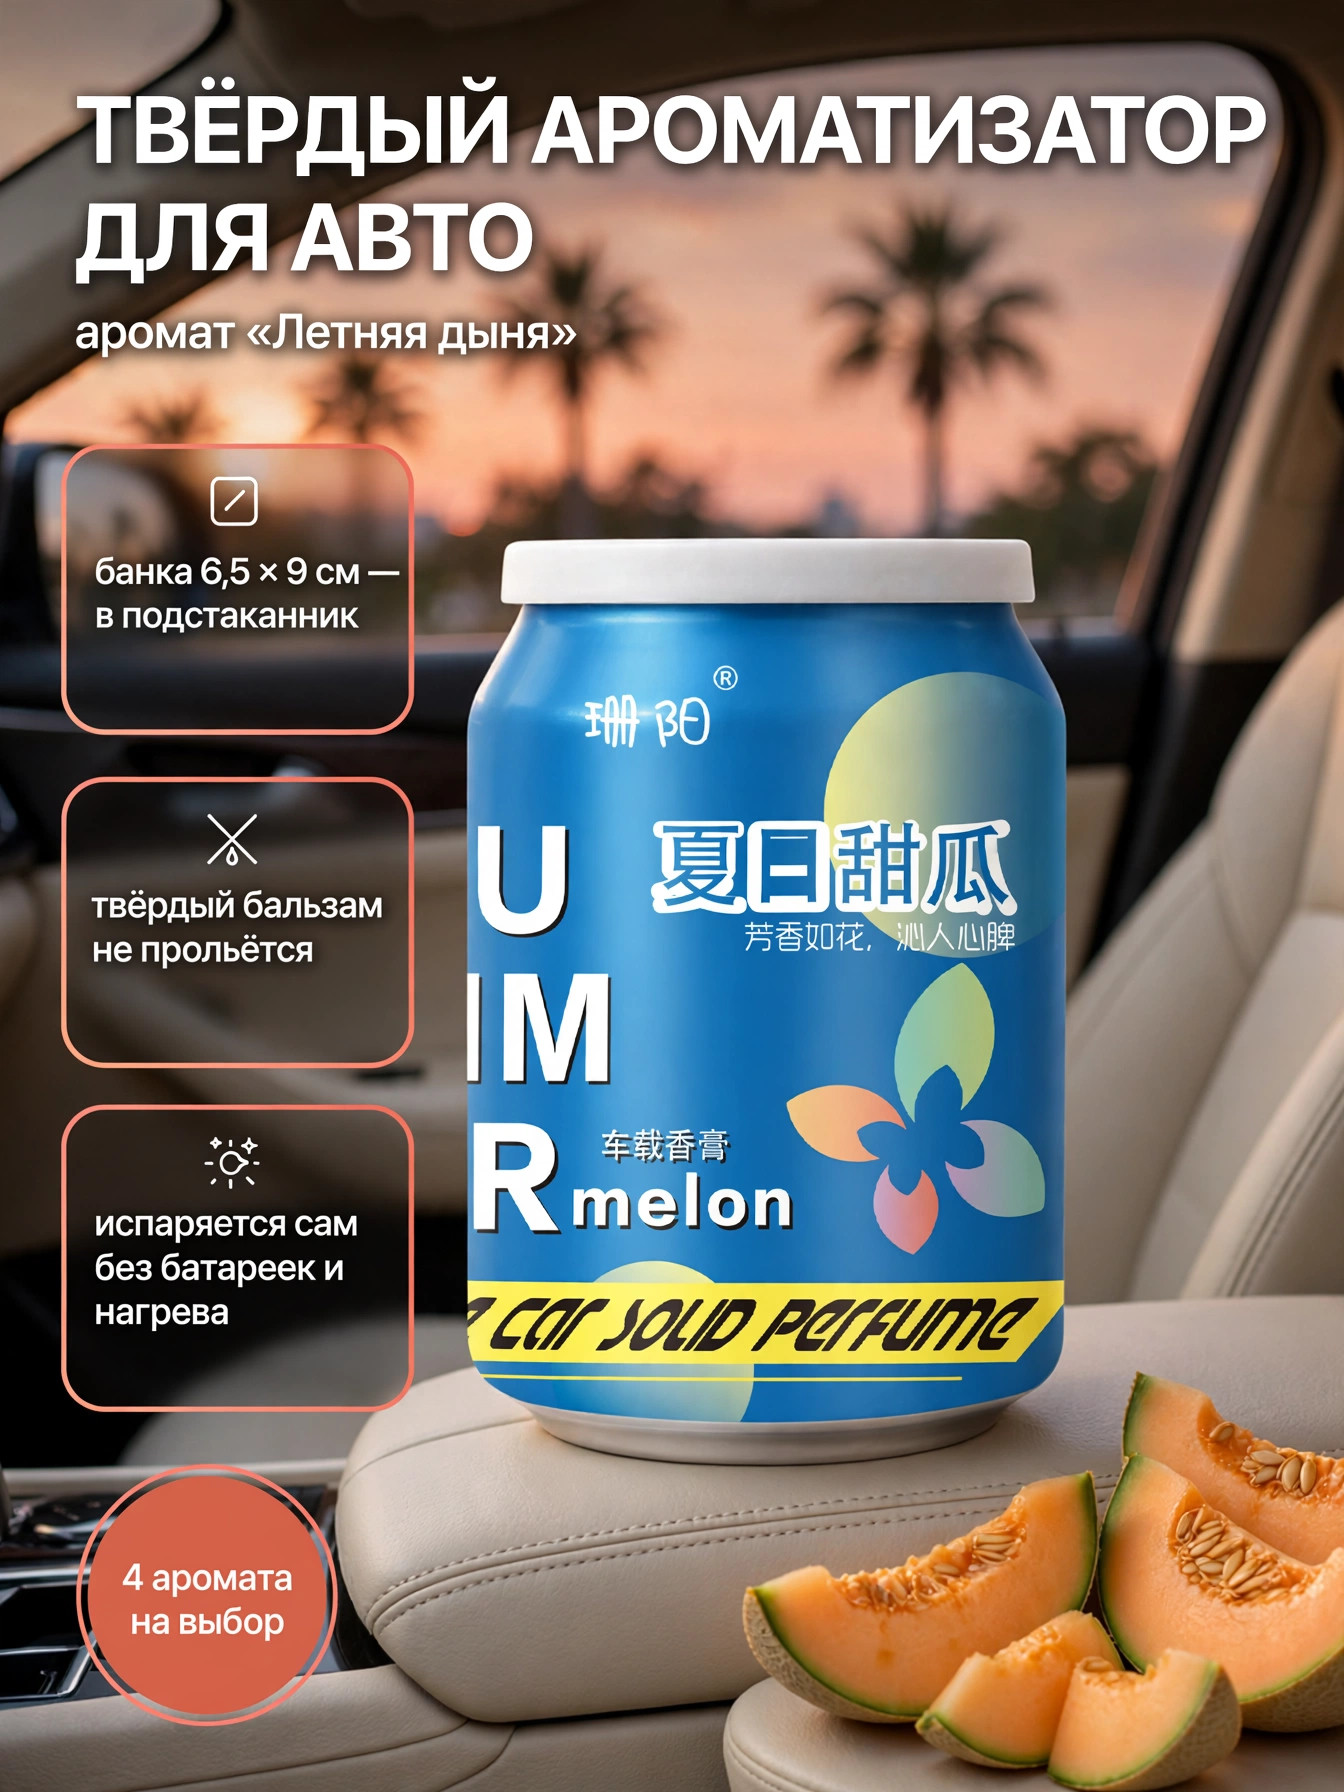 ТВЁРДЫЙ АРОМАТИЗАТОР
ДЛЯ АВТО
аромат «Летняя дыня»
банка 6,5 × 9 см —
в подстаканник
твёрдый бальзам
не прольётся
испаряется сам
без батареек и
нагрева
4 аромата
на выбор
珊阳®
U
夏日甜瓜
芳香如花，沁人心脾
IM
R
车载香膏
melon
car solid perfume